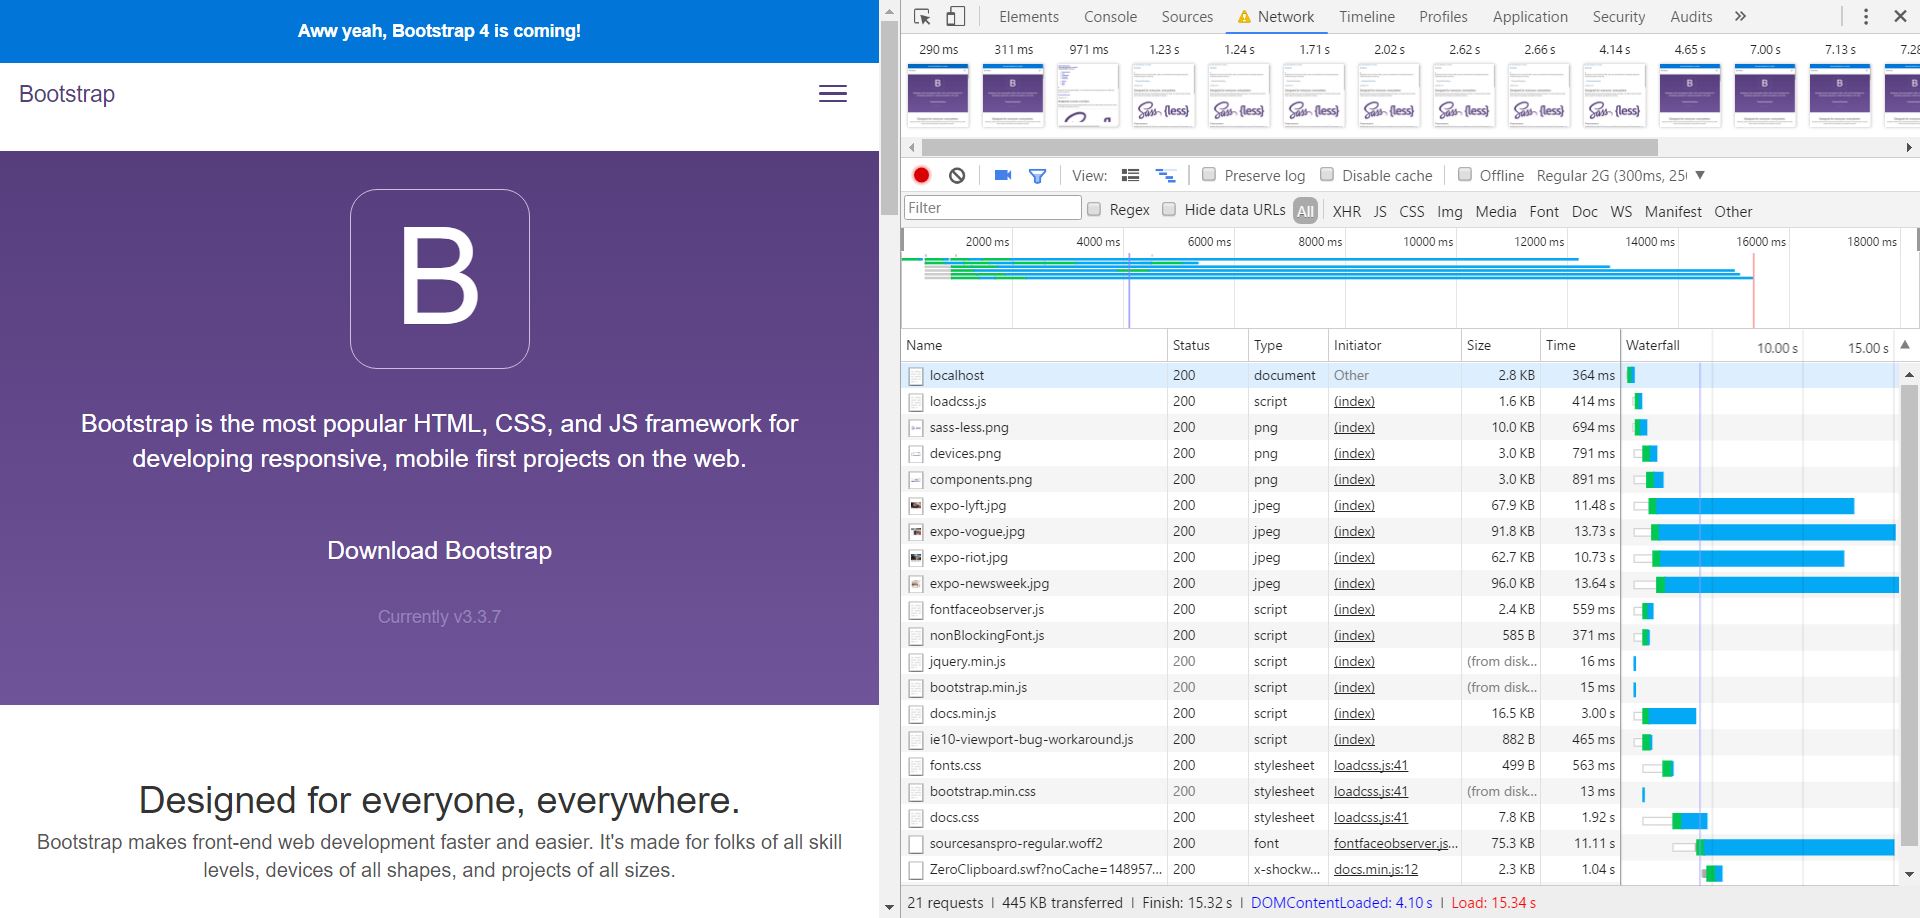 Aww yeah, Bootstrap 4 is coming!
Bootstrap
B
Bootstrap is the most popular HTML, CSS, and JS framework for
developing responsive, mobile first projects on the web.
Download Bootstrap
Currently v3.3.7
Designed for everyone, everywhere.
Bootstrap makes front-end web development faster and easier. It's made for folks of all skill
levels, devices of all shapes, and projects of all sizes.
Elements Console Sources Network Timeline Profiles Application Security Audits »
290 ms 311 ms 971 ms 1.23 s 1.24 s 1.71 s 2.02 s 2.62 s 2.66 s 4.14 s 4.65 s 7.00 s 7.13 s 7.28
View: Preserve log Disable cache Offline Regular 2G (300ms, 25
Filter Regex Hide data URLs All XHR JS CSS Img Media Font Doc WS Manifest Other
2000 ms 4000 ms 6000 ms 8000 ms 10000 ms 12000 ms 14000 ms 16000 ms 18000 ms
Name Status Type Initiator Size Time Waterfall 10.00 s 15.00 s
localhost 200 document Other 2.8 KB 364 ms
loadcss.js 200 script (index) 1.6 KB 414 ms
sass-less.png 200 png (index) 10.0 KB 694 ms
devices.png 200 png (index) 3.0 KB 791 ms
components.png 200 png (index) 3.0 KB 891 ms
expo-lyft.jpg 200 jpeg (index) 67.9 KB 11.48 s
expo-vogue.jpg 200 jpeg (index) 91.8 KB 13.73 s
expo-riot.jpg 200 jpeg (index) 62.7 KB 10.73 s
expo-newsweek.jpg 200 jpeg (index) 96.0 KB 13.64 s
fontfaceobserver.js 200 script (index) 2.4 KB 559 ms
nonBlockingFont.js 200 script (index) 585 B 371 ms
jquery.min.js 200 script (index) (from disk... 16 ms
bootstrap.min.js 200 script (index) (from disk... 15 ms
docs.min.js 200 script (index) 16.5 KB 3.00 s
ie10-viewport-bug-workaround.js 200 script (index) 882 B 465 ms
fonts.css 200 stylesheet loadcss.js:41 499 B 563 ms
bootstrap.min.css 200 stylesheet loadcss.js:41 (from disk... 13 ms
docs.css 200 stylesheet loadcss.js:41 7.8 KB 1.92 s
sourcesanspro-regular.woff2 200 font fontfaceobserver.js... 75.3 KB 11.11 s
ZeroClipboard.swf?noCache=148957... 200 x-shockw... docs.min.js:12 2.3 KB 1.04 s
21 requests | 445 KB transferred | Finish: 15.32 s | DOMContentLoaded: 4.10 s | Load: 15.34 s